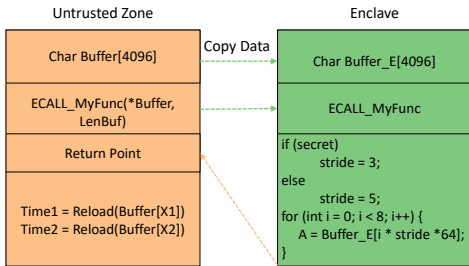 Untrusted Zone
Enclave
Char Buffer[4096]
Copy Data
Char Buffer_E[4096]
ECALL_MyFunc(*Buffer,
LenBuf)
ECALL_MyFunc
Return Point
Time1 = Reload(Buffer[X1])
Time2 = Reload(Buffer[X2])
if (secret)
stride = 3;
else
stride = 5;
for (int i = 0; i < 8; i++) {
A = Buffer_E[i * stride *64];
}